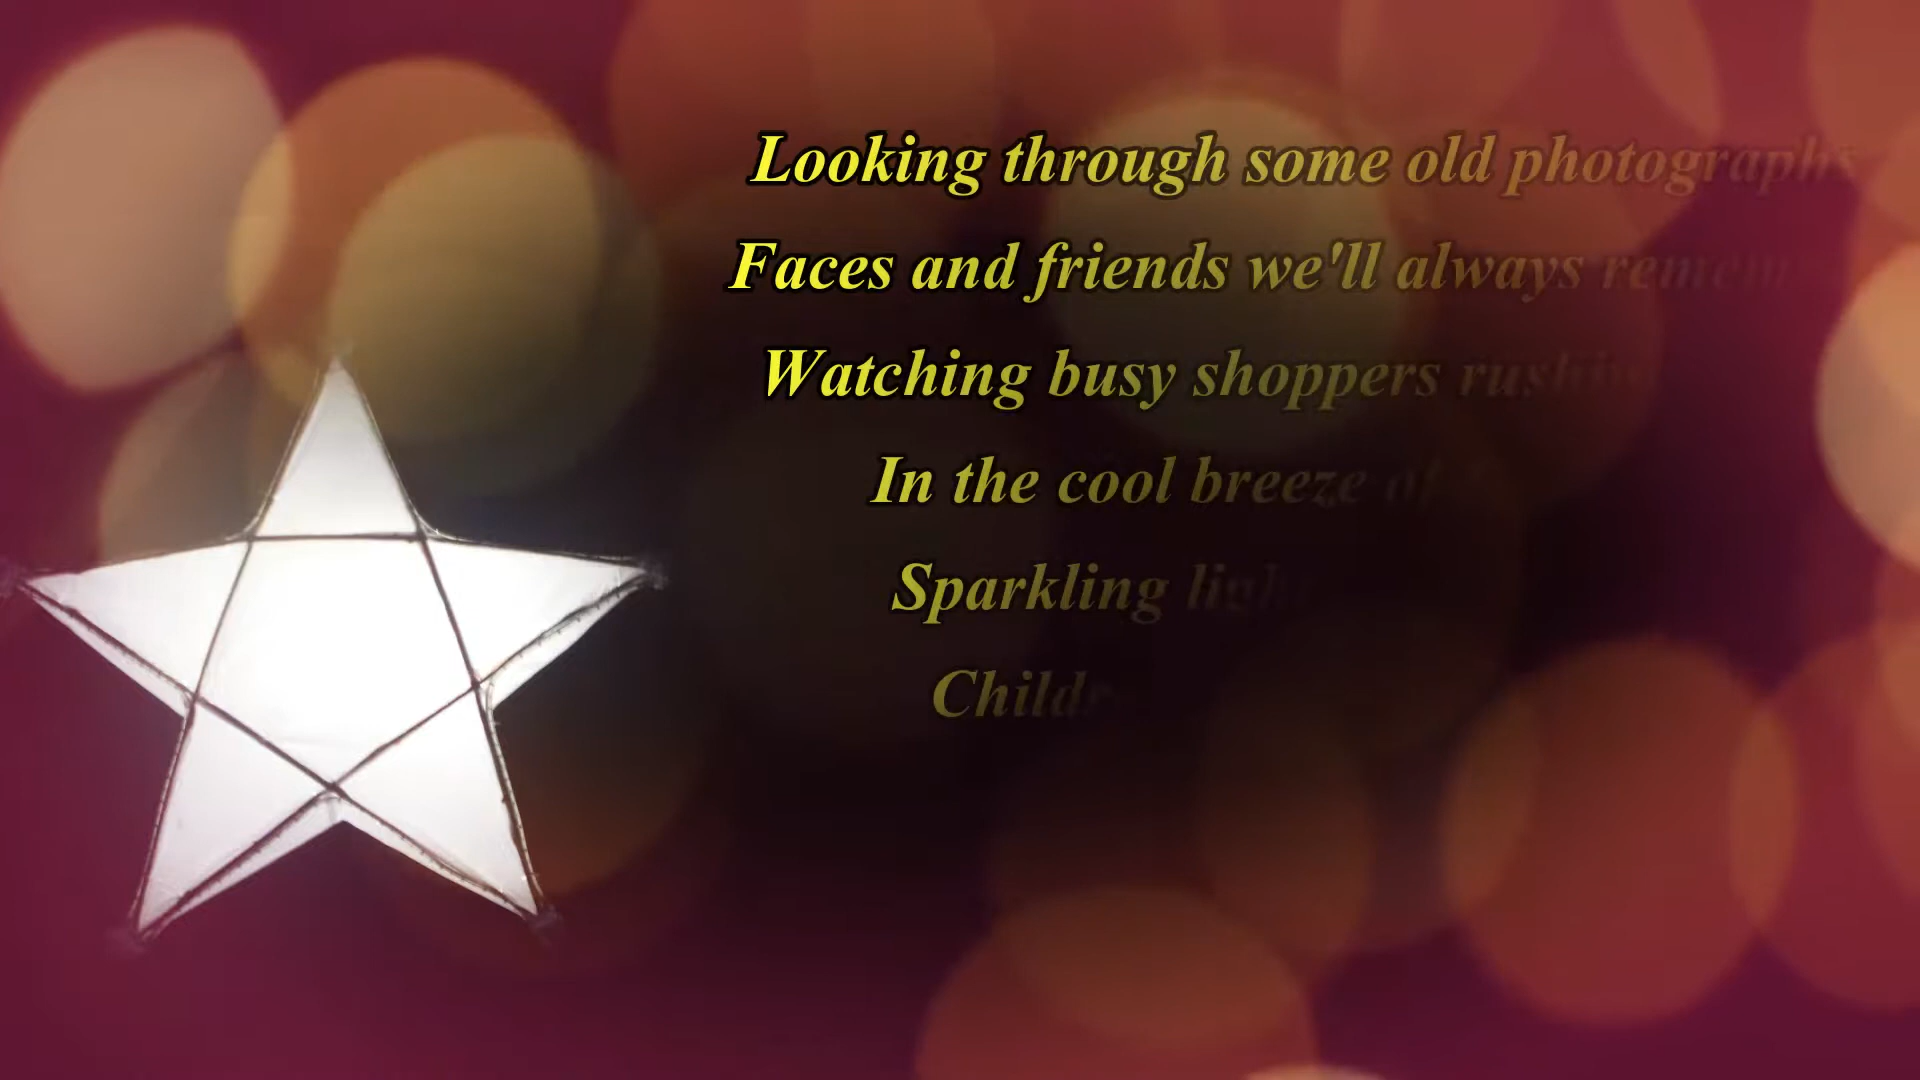 Looking through some old photographs
Faces and friends we'll always
Watching busy shoppers
In the cool breeze
Sparkling